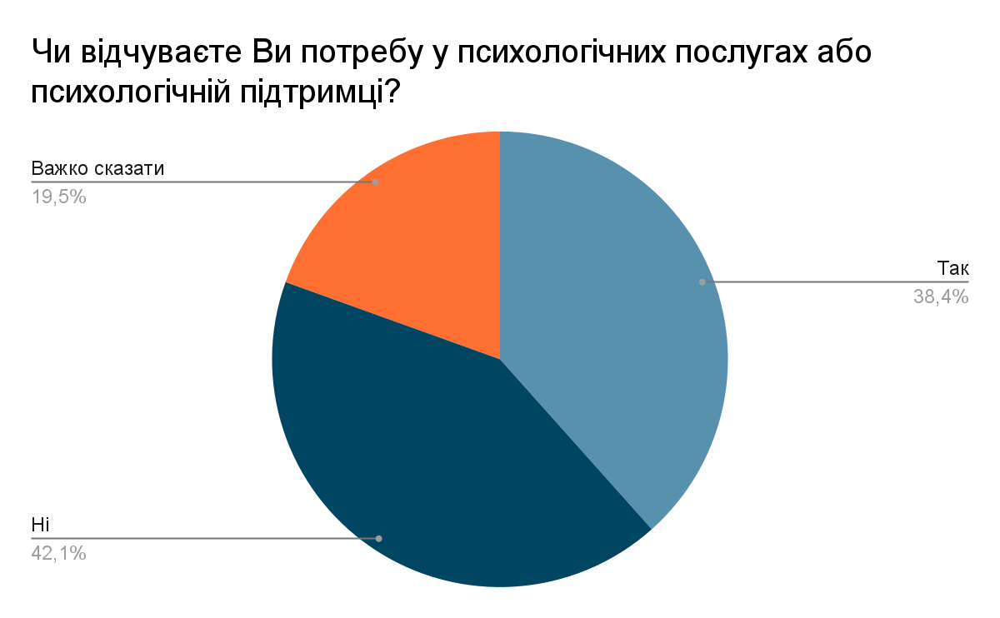 Чи відчуваєте Ви потребу у психологічних послугах або
психологічній підтримці?
Важко сказати
19,5%
Так
38,4%
Ні
42,1%